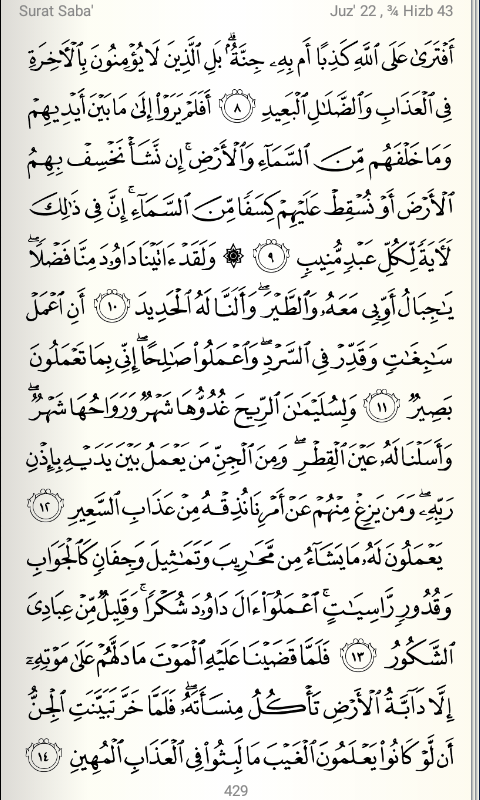 Surat Saba' Juz' 22 , ¾ Hizb 43
أَفْتَرَىٰ عَلَى ٱللَّهِ كَذِبًا أَم بِهِۦ جِنَّةٌۢ ۗ بَلِ ٱلَّذِينَ لَا يُؤْمِنُونَ بِٱلْءَاخِرَةِ
فِى ٱلْعَذَابِ وَٱلضَّلَٰلِ ٱلْبَعِيدِ ٨ أَفَلَمْ يَرَوْا۟ إِلَىٰ مَا بَيْنَ أَيْدِيهِمْ
وَمَا خَلْفَهُم مِّنَ ٱلسَّمَآءِ وَٱلْأَرْضِ ۚ إِن نَّشَأْ نَخْسِفْ بِهِمُ
ٱلْأَرْضَ أَوْ نُسْقِطْ عَلَيْهِمْ كِسَفًا مِّنَ ٱلسَّمَآءِ ۚ إِنَّ فِى ذَٰلِكَ
لَءَايَةً لِّكُلِّ عَبْدٍ مُّنِيبٍ ٩ ۞ وَلَقَدْ ءَاتَيْنَا دَاوُۥدَ مِنَّا فَضْلًا ۖ
يَٰجِبَالُ أَوِّبِى مَعَهُۥ وَٱلطَّيْرَ ۖ وَأَلَنَّا لَهُ ٱلْحَدِيدَ ١٠ أَنِ ٱعْمَلْ
سَٰبِغَٰتٍ وَقَدِّرْ فِى ٱلسَّرْدِ ۖ وَٱعْمَلُوا۟ صَٰلِحًا ۖ إِنِّى بِمَا تَعْمَلُونَ
بَصِيرٌ ١١ وَلِسُلَيْمَٰنَ ٱلرِّيحَ غُدُوُّهَا شَهْرٌ وَرَوَاحُهَا شَهْرٌ ۖ
وَأَسَلْنَا لَهُۥ عَيْنَ ٱلْقِطْرِ ۖ وَمِنَ ٱلْجِنِّ مَن يَعْمَلُ بَيْنَ يَدَيْهِ بِإِذْنِ
رَبِّهِۦ ۖ وَمَن يَزِغْ مِنْهُمْ عَنْ أَمْرِنَا نُذِقْهُ مِنْ عَذَابِ ٱلسَّعِيرِ ١٢
يَعْمَلُونَ لَهُۥ مَا يَشَآءُ مِن مَّحَٰرِيبَ وَتَمَٰثِيلَ وَجِفَانٍ كَٱلْجَوَابِ
وَقُدُورٍ رَّاسِيَٰتٍ ۚ ٱعْمَلُوٓا۟ ءَالَ دَاوُۥدَ شُكْرًا ۚ وَقَلِيلٌ مِّنْ عِبَادِىَ
ٱلشَّكُورُ ١٣ فَلَمَّا قَضَيْنَا عَلَيْهِ ٱلْمَوْتَ مَا دَلَّهُمْ عَلَىٰ مَوْتِهِۦٓ
إِلَّا دَآبَّةُ ٱلْأَرْضِ تَأْكُلُ مِنسَأَتَهُۥ ۖ فَلَمَّا خَرَّ تَبَيَّنَتِ ٱلْجِنُّ
أَن لَّوْ كَانُوا۟ يَعْلَمُونَ ٱلْغَيْبَ مَا لَبِثُوا۟ فِى ٱلْعَذَابِ ٱلْمُهِينِ ١٤
429